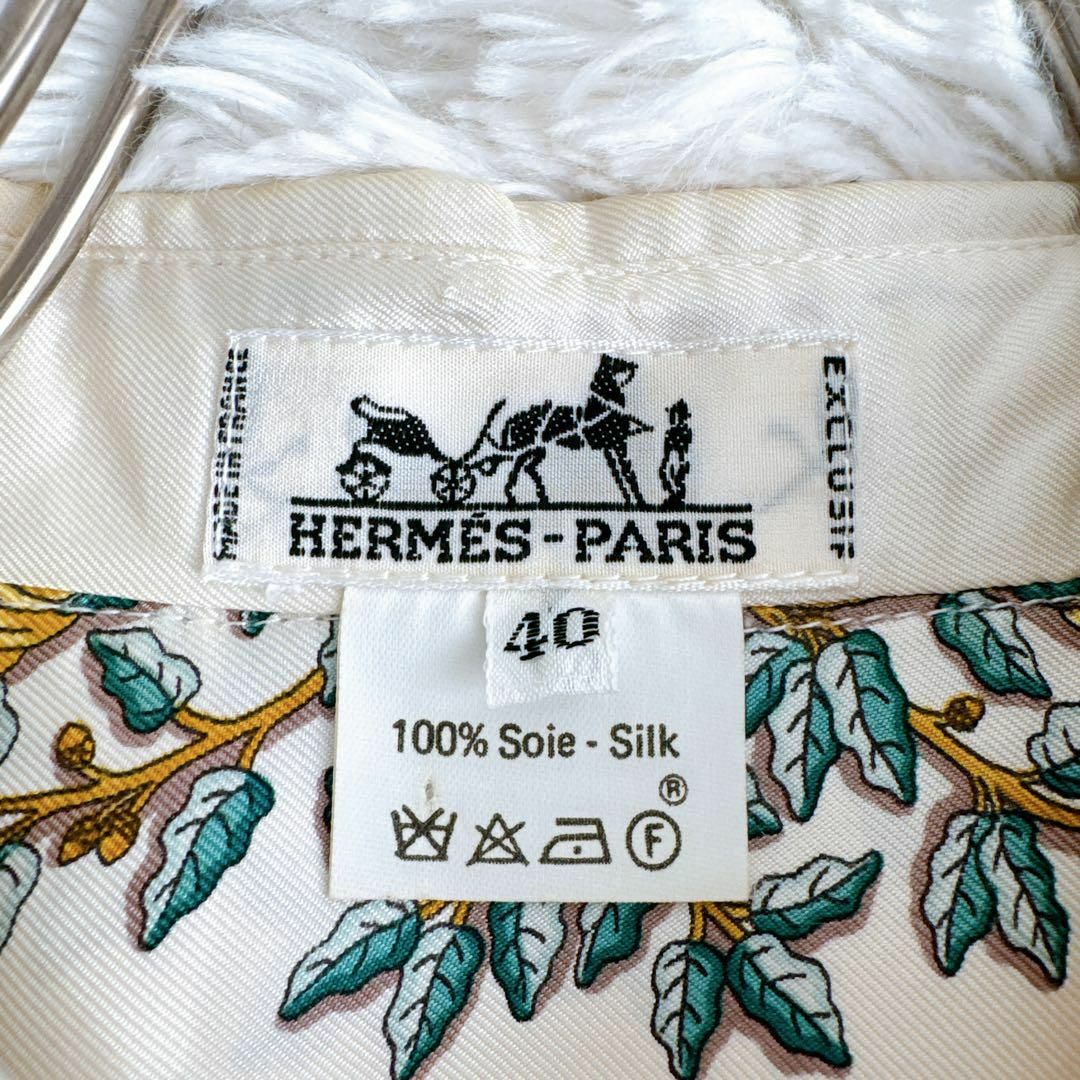 MADE IN FRANCE
EXCLUSIF
HERMÈS-PARIS
40
100% Soie - Silk
®
F